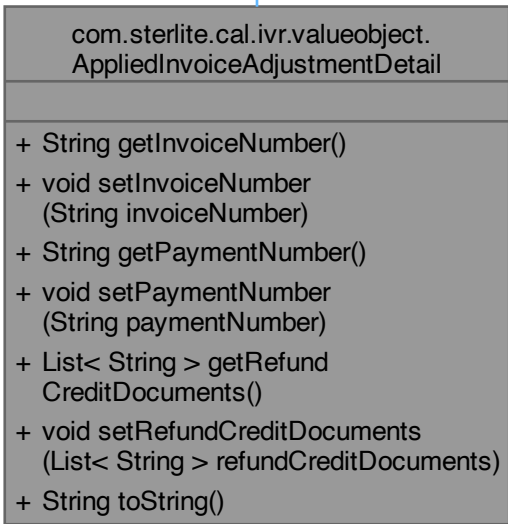 com.sterlite.cal.ivr.valueobject.
AppliedInvoiceAdjustmentDetail
+ String getInvoiceNumber()
+ void setInvoiceNumber
(String invoiceNumber)
+ String getPaymentNumber()
+ void setPaymentNumber
(String paymentNumber)
+ List< String > getRefund
CreditDocuments()
+ void setRefundCreditDocuments
(List< String > refundCreditDocuments)
+ String toString()